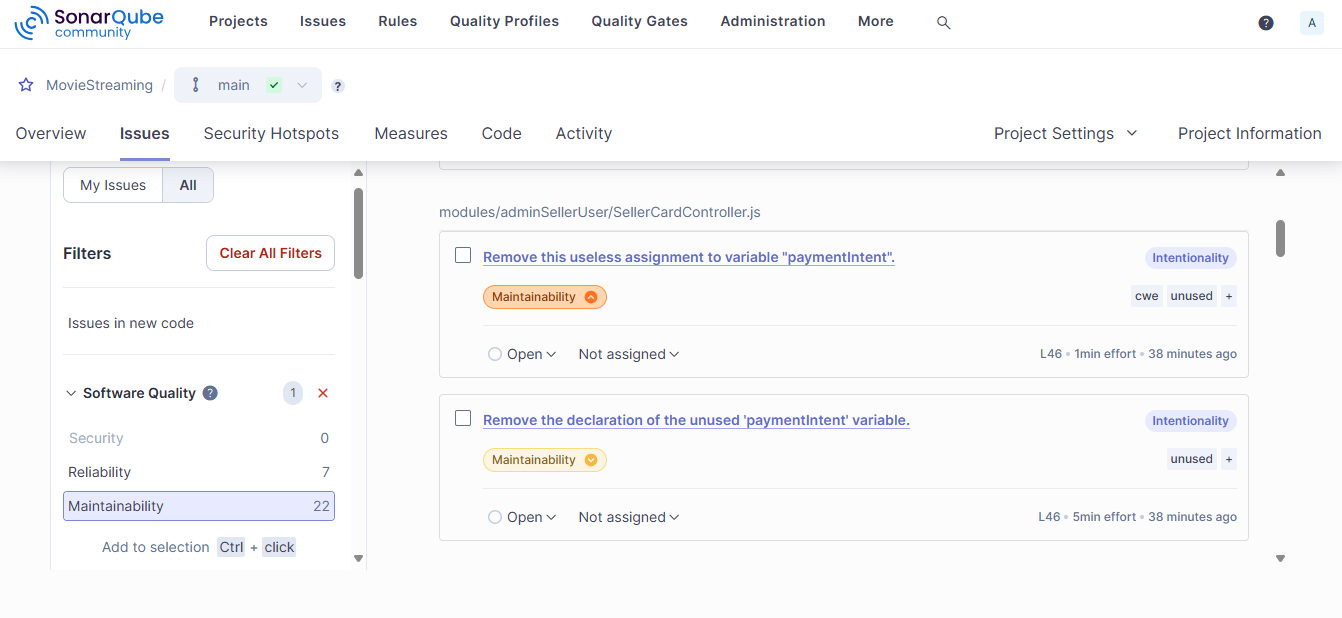 SonarQube community Projects Issues Rules Quality Profiles Quality Gates Administration More ? A
MovieStreaming / main ?
Overview Issues Security Hotspots Measures Code Activity Project Settings Project Information
My Issues All
Filters Clear All Filters
Issues in new code
Software Quality ? 1
Security 0
Reliability 7
Maintainability 22
Add to selection Ctrl + click
modules/adminSellerUser/SellerCardController.js
Remove this useless assignment to variable "paymentIntent". Intentionality
Maintainability cwe unused +
Open Not assigned L46 • 1min effort • 38 minutes ago
Remove the declaration of the unused 'paymentIntent' variable. Intentionality
Maintainability unused +
Open Not assigned L46 • 5min effort • 38 minutes ago